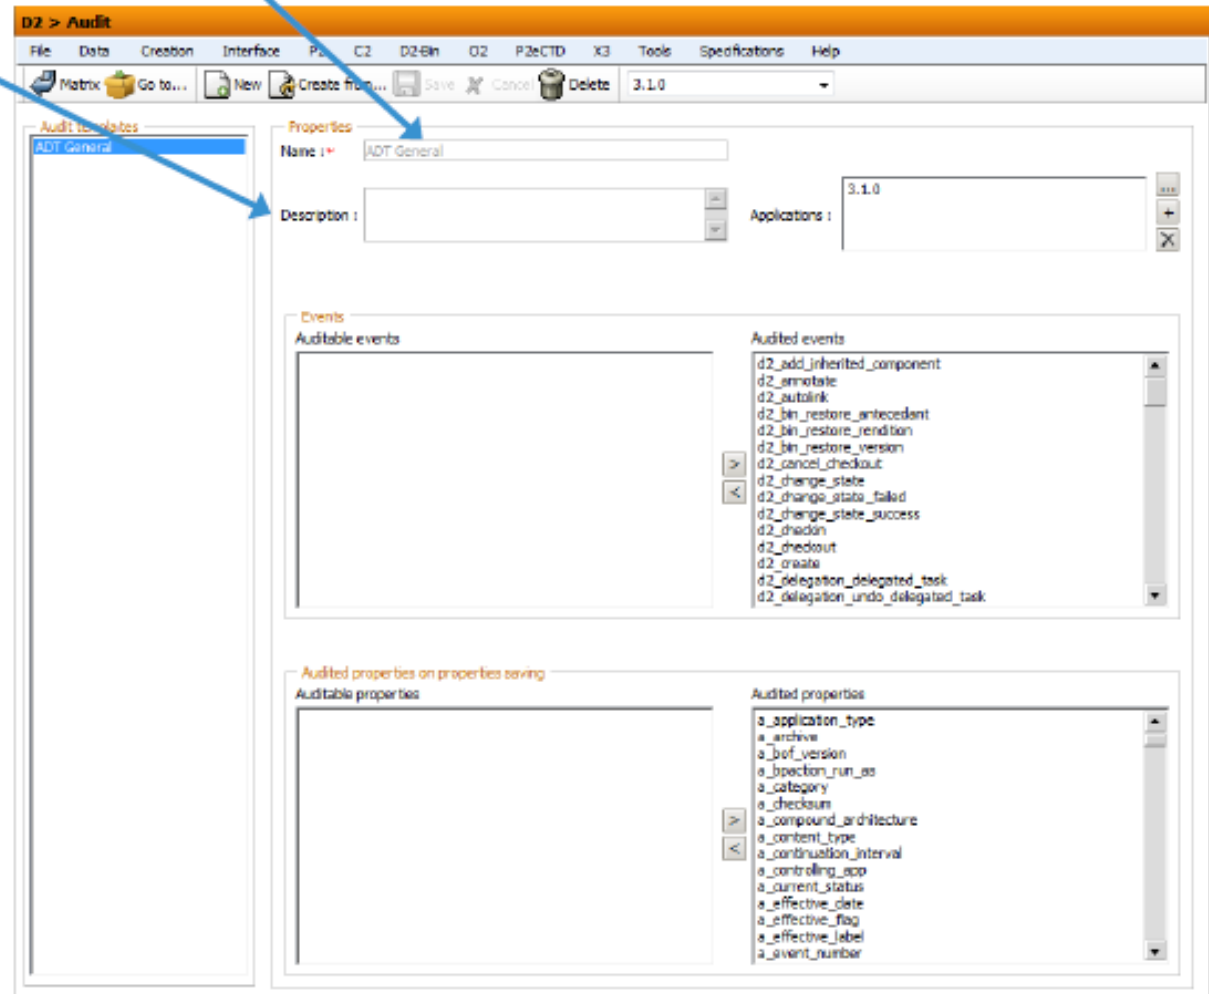 D2 > Audit
File Data Creation Interface C2 D2-Bin O2 P2eCTD X3 Tools Specifications Help
Matrix Go to... New Create from... Save Cancel Delete 3.1.0
Audit templates
ADT General
Properties
Name :
ADT General
Description :
Applications :
3.1.0
...
+
Events
Auditable events
Audited events
d2_add_inherited_component
d2_annotate
d2_autolink
d2_bin_restore_antecedant
d2_bin_restore_rendition
d2_bin_restore_version
d2_cancel_checkout
d2_change_state
d2_change_state_failed
d2_change_state_success
d2_checkin
d2_checkout
d2_create
d2_delegation_delegated_task
d2_delegation_undo_delegated_task
>
<
Audited properties on properties saving
Auditable properties
Audited properties
a_application_type
a_archive
a_bof_version
a_bpaction_run_as
a_category
a_checksum
a_compound_architecture
a_content_type
a_continuation_interval
a_controlling_app
a_current_status
a_effective_date
a_effective_flag
a_effective_label
a_event_number
>
<